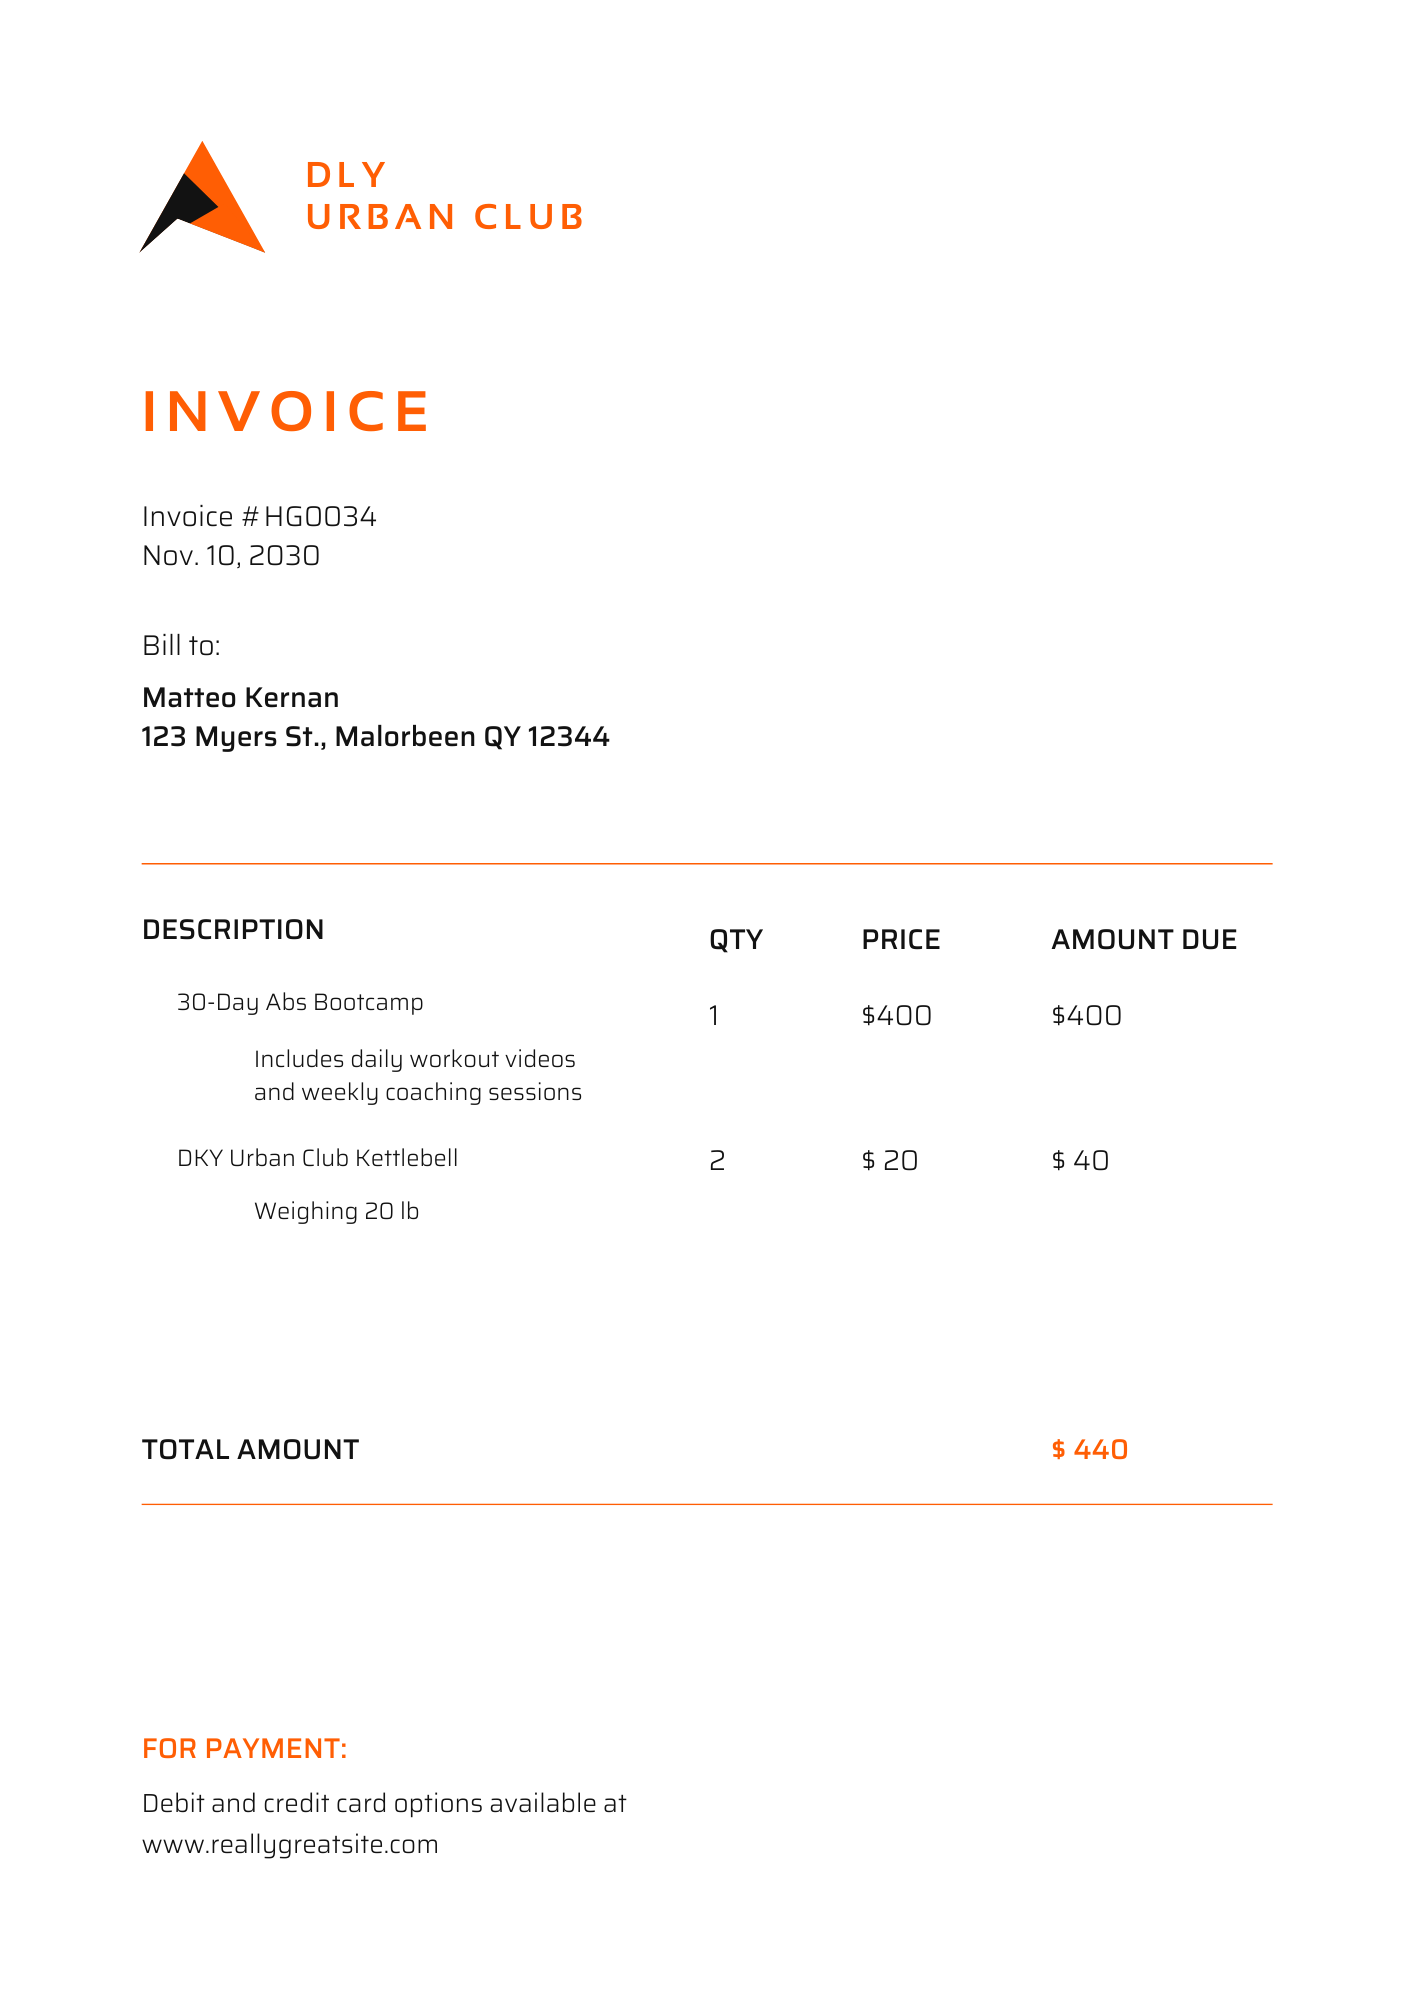 DLY
URBAN CLUB
INVOICE
Invoice # HG0034
Nov. 10, 2030
Bill to:
Matteo Kernan
123 Myers St., Malorbeen QY 12344
DESCRIPTION QTY PRICE AMOUNT DUE
30-Day Abs Bootcamp 1 $400 $400
Includes daily workout videos
and weekly coaching sessions
DKY Urban Club Kettlebell 2 $ 20 $ 40
Weighing 20 lb
TOTAL AMOUNT $ 440
FOR PAYMENT:
Debit and credit card options available at
www.reallygreatsite.com